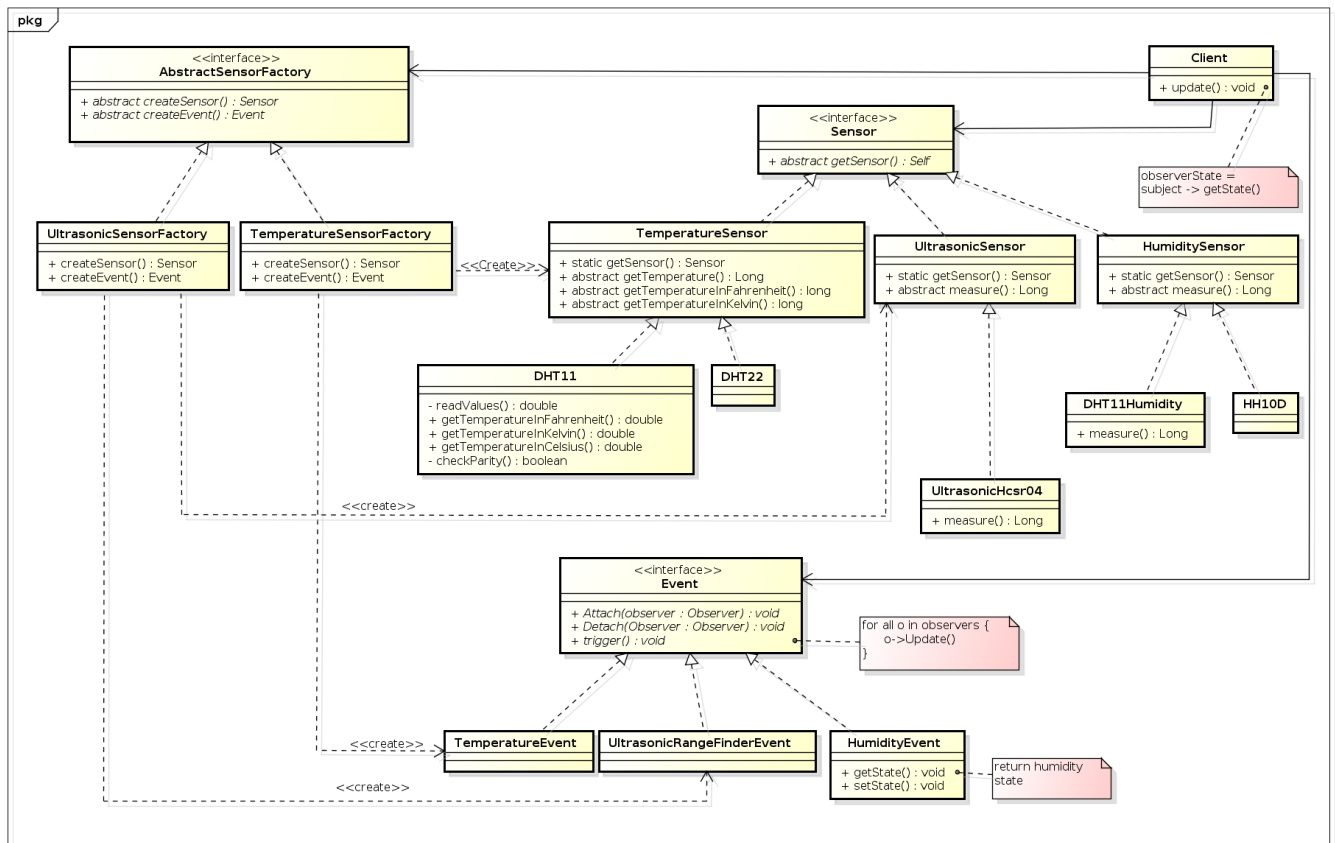 pkg
<<interface>>
AbstractSensorFactory
+ abstract createSensor() : Sensor
+ abstract createEvent() : Event
Client
+ update() : void
observerState =
subject -> getState()
<<interface>>
Sensor
+ abstract getSensor() : Self
UltrasonicSensorFactory
+ createSensor() : Sensor
+ createEvent() : Event
TemperatureSensorFactory
+ createSensor() : Sensor
+ createEvent() : Event
<<Create>>
TemperatureSensor
+ static getSensor() : Sensor
+ abstract getTemperature() : Long
+ abstract getTemperatureInFahrenheit() : long
+ abstract getTemperatureInKelvin() : long
UltrasonicSensor
+ static getSensor() : Sensor
+ abstract measure() : Long
HumiditySensor
+ static getSensor() : Sensor
+ abstract measure() : Long
DHT11
- readValues() : double
+ getTemperatureInFahrenheit() : double
+ getTemperatureInKelvin() : double
+ getTemperatureInCelsius() : double
- checkParity() : boolean
DHT22
DHT11Humidity
+ measure() : Long
HH10D
UltrasonicHcsr04
+ measure() : Long
<<create>>
<<interface>>
Event
+ Attach(observer : Observer) : void
+ Detach(Observer : Observer) : void
+ trigger() : void
for all o in observers {
o->Update()
}
<<create>>
TemperatureEvent
UltrasonicRangeFinderEvent
HumidityEvent
+ getState() : void
+ setState() : void
return humidity
state
<<create>>